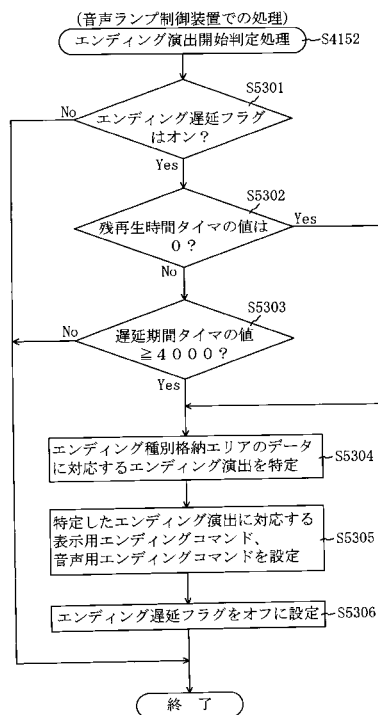 (音声ランプ制御装置での処理)
エンディング演出開始判定処理
S4152
S5301
エンディング遅延フラグ
はオン？
No
Yes
S5302
残再生時間タイマの値は
０？
Yes
No
S5303
遅延期間タイマの値
≧４０００？
No
Yes
エンディング種別格納エリアのデータ
に対応するエンディング演出を特定
S5304
特定したエンディング演出に対応する
表示用エンディングコマンド、
音声用エンディングコマンドを設定
S5305
エンディング遅延フラグをオフに設定
S5306
終 了